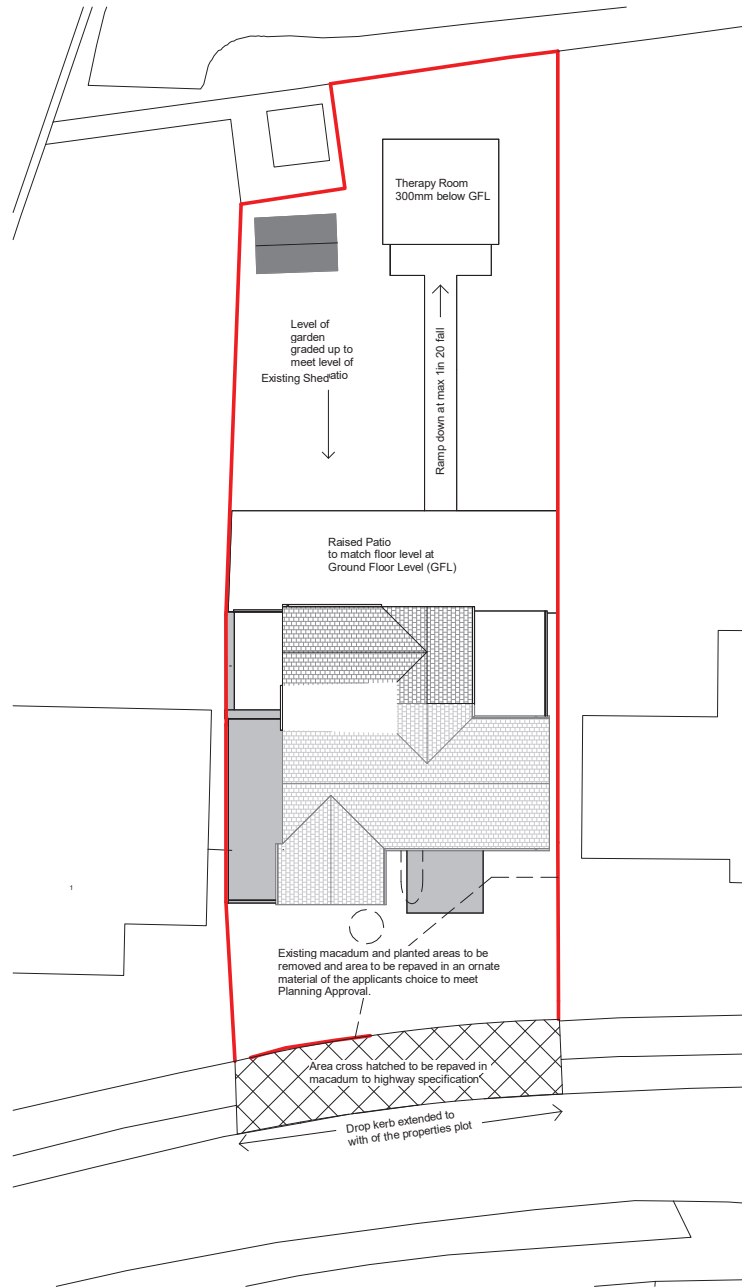 Therapy Room
300mm below GFL
Ramp down at max 1in 20 fall
Level of
garden
graded up to
meet level of
Existing Shed
Raised Patio
to match floor level at
Ground Floor Level (GFL)
1
Existing macadum and planted areas to be
removed and area to be repaved in an ornate
material of the applicants choice to meet
Planning Approval.
Area cross hatched to be repaved in
macadum to highway specification
Drop kerb extended to
with of the properties plot